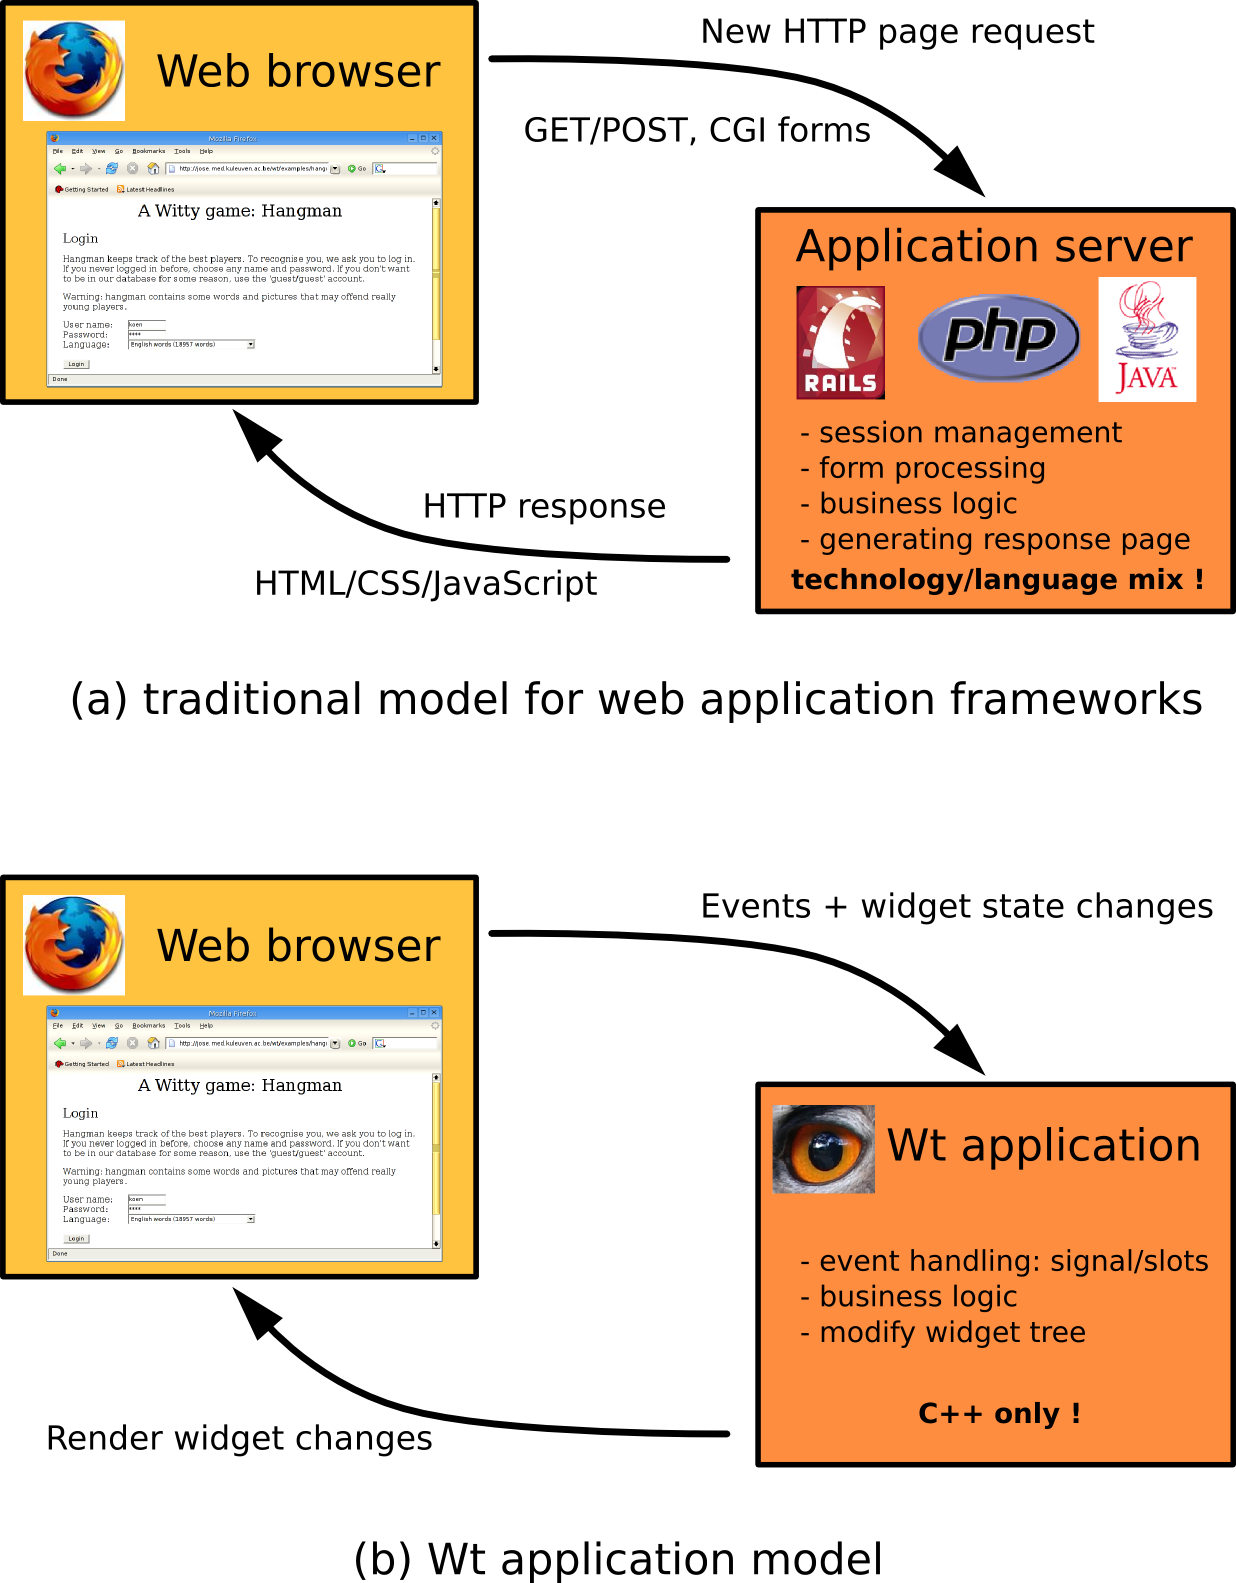 New HTTP page request
Web browser
GET/POST, CGI forms
Mozilla Firefox
File Edit View Go Bookmarks Tools Help
http://jose.med.kuleuven.ac.be/wt/examples/hang Go
Getting Started Latest Headlines
A Witty game: Hangman
Login
Hangman keeps track of the best players. To recognise you, we ask you to log in.
If you never logged in before, choose any name and password. If you don't want
to be in our database for some reason, use the 'guest/guest' account.
Warning: hangman contains some words and pictures that may offend really
young players.
User name: koen
Password: ****
Language: English words (18957 words)
Login
Done
Application server
RAILS
php
JAVA
- session management
- form processing
- business logic
- generating response page
technology/language mix !
HTTP response
HTML/CSS/JavaScript
(a) traditional model for web application frameworks
Events + widget state changes
Web browser
Mozilla Firefox
File Edit View Go Bookmarks Tools Help
http://jose.med.kuleuven.ac.be/wt/examples/hang Go
Getting Started Latest Headlines
A Witty game: Hangman
Login
Hangman keeps track of the best players. To recognise you, we ask you to log in.
If you never logged in before, choose any name and password. If you don't want
to be in our database for some reason, use the 'guest/guest' account.
Warning: hangman contains some words and pictures that may offend really
young players.
User name: koen
Password: ****
Language: English words (18957 words)
Login
Done
Wt application
- event handling: signal/slots
- business logic
- modify widget tree
C++ only !
Render widget changes
(b) Wt application model